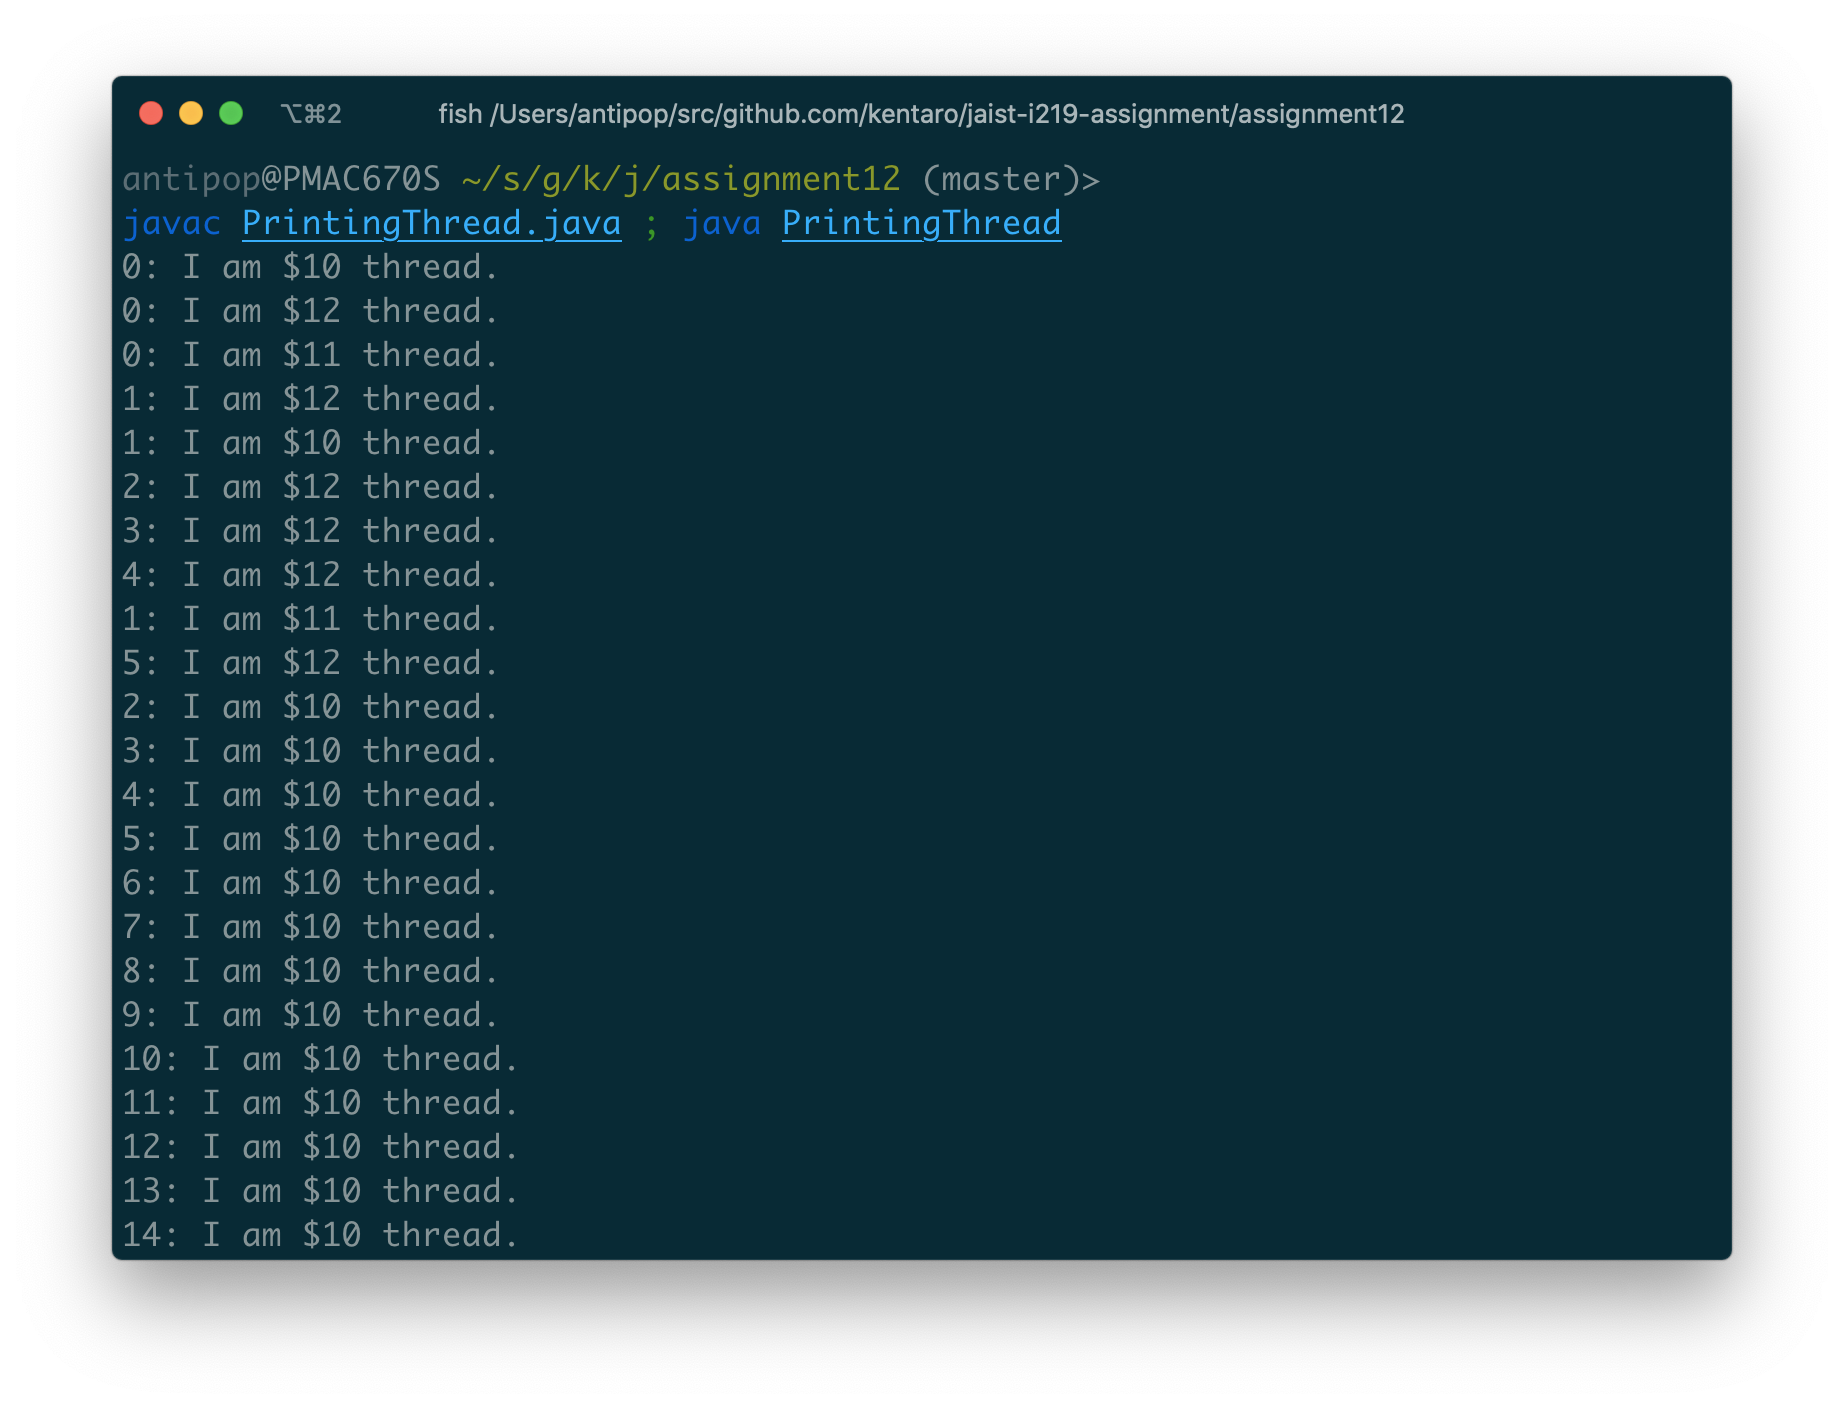 ⌥⌘2 fish /Users/antipop/src/github.com/kentaro/jaist-i219-assignment/assignment12
antipop@PMAC670S ~/s/g/k/j/assignment12 (master)>
javac PrintingThread.java ; java PrintingThread
0: I am $10 thread.
0: I am $12 thread.
0: I am $11 thread.
1: I am $12 thread.
1: I am $10 thread.
2: I am $12 thread.
3: I am $12 thread.
4: I am $12 thread.
1: I am $11 thread.
5: I am $12 thread.
2: I am $10 thread.
3: I am $10 thread.
4: I am $10 thread.
5: I am $10 thread.
6: I am $10 thread.
7: I am $10 thread.
8: I am $10 thread.
9: I am $10 thread.
10: I am $10 thread.
11: I am $10 thread.
12: I am $10 thread.
13: I am $10 thread.
14: I am $10 thread.